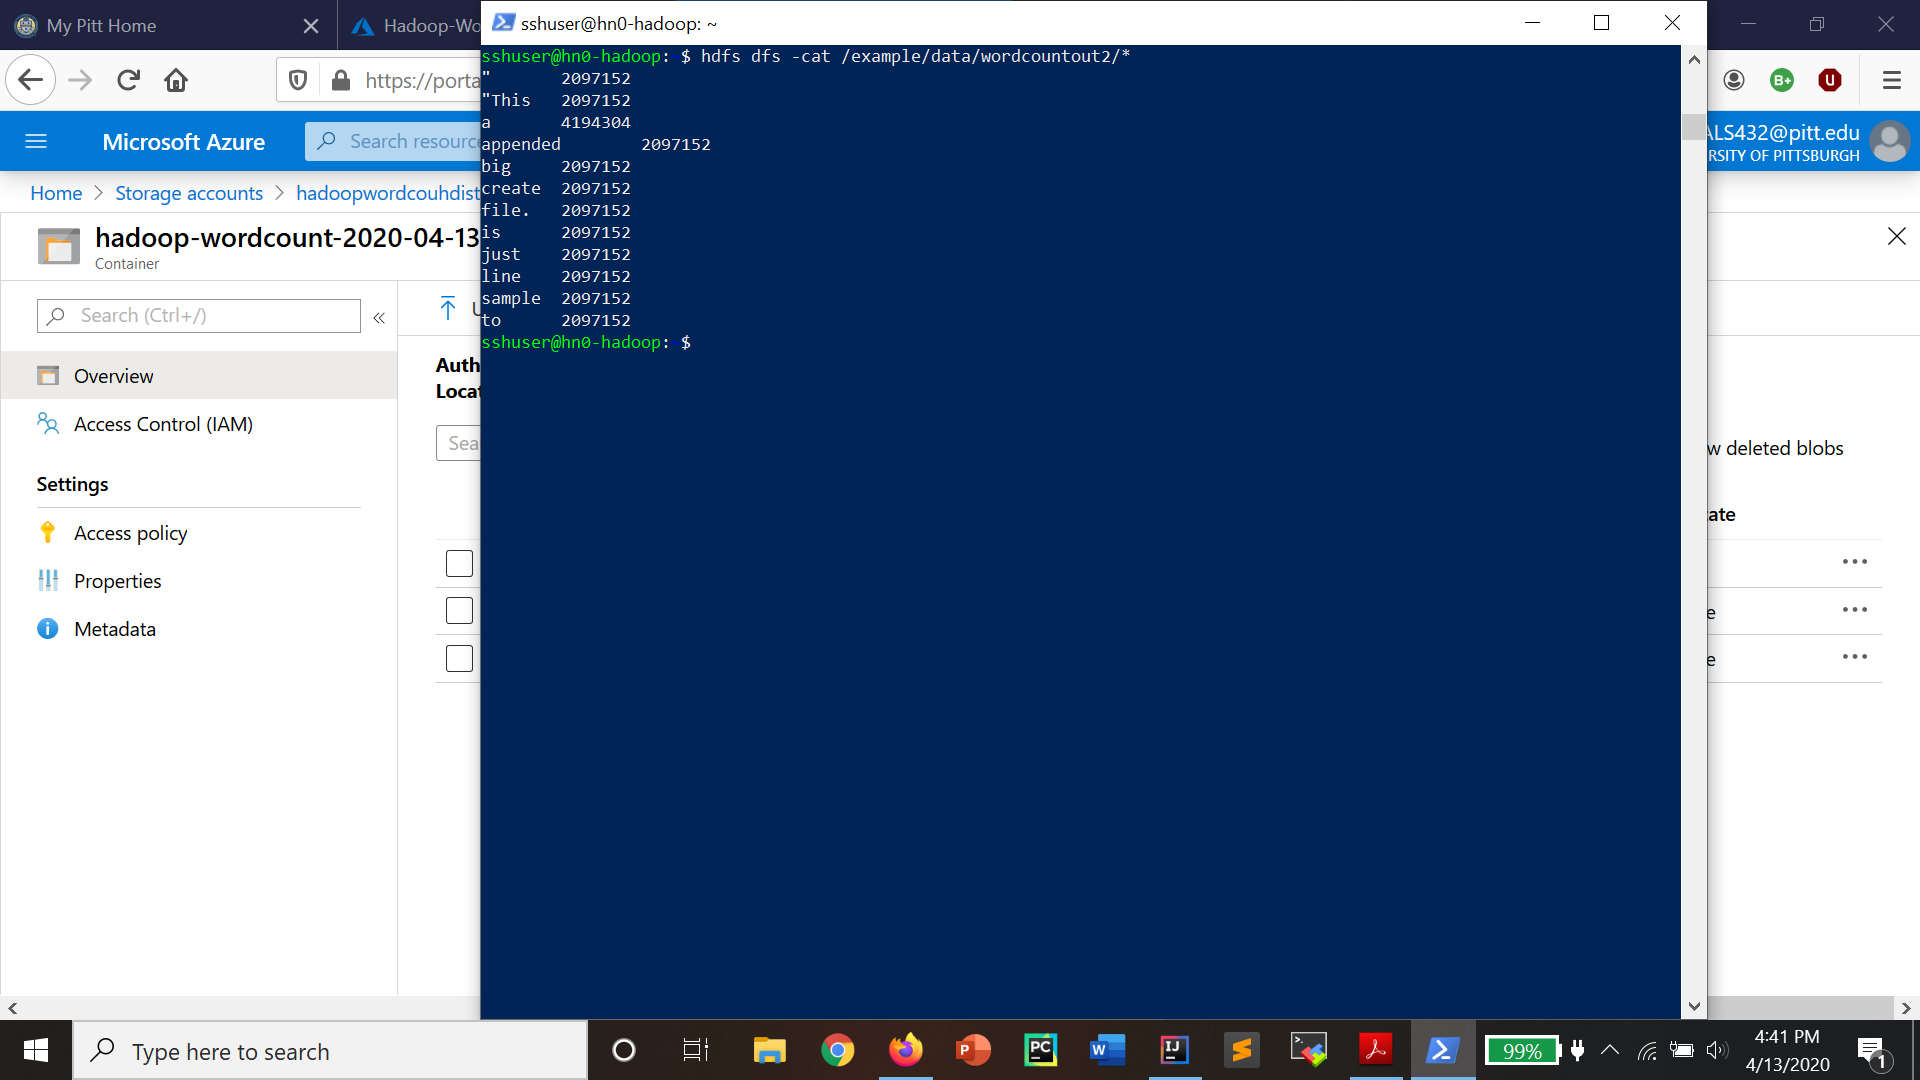 My Pitt Home
Hadoop-Wo
sshuser@hn0-hadoop: ~
https://porta
Microsoft Azure
Search resourc
ALS432@pitt.edu
RSITY OF PITTSBURGH
Home > Storage accounts > hadoopwordcouhdist
hadoop-wordcount-2020-04-13
Container
Search (Ctrl+/)
«
Overview
Access Control (IAM)
Settings
Access policy
Properties
Metadata
U
Auth
Locat
Sea
sshuser@hn0-hadoop:~$ hdfs dfs -cat /example/data/wordcountout2/*
" 2097152
"This 2097152
a 4194304
appended 2097152
big 2097152
create 2097152
file. 2097152
is 2097152
just 2097152
line 2097152
sample 2097152
to 2097152
sshuser@hn0-hadoop:~$
w deleted blobs
tate
e
e
Type here to search
99%
4:41 PM
4/13/2020
1